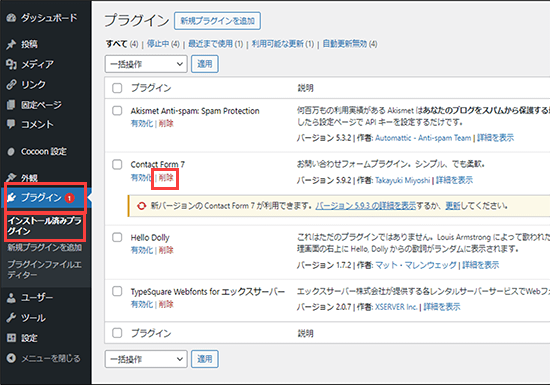 ダッシュボード
投稿
メディア
リンク
固定ページ
コメント
Cocoon 設定
外観
プラグイン 1
インストール済みプラ
グイン
新規プラグインを追加
プラグインファイルエ
ディター
ユーザー
ツール
設定
メニューを閉じる
プラグイン 新規プラグインを追加
すべて (4) | 停止中 (4) | 最近まで使用 (1) | 利用可能な更新 (1) | 自動更新無効 (4)
一括操作 適用
プラグイン 説明
Akismet Anti-spam: Spam Protection
有効化 | 削除
何百万もの利用実績がある Akismet はあなたのブログをスパムから保護する最
したら設定ページで API キーを設定するだけです。
バージョン 5.3.2 | 作者: Automattic - Anti-spam Team | 詳細を表示
Contact Form 7
有効化 | 削除
お問い合わせフォームプラグイン。シンプル、でも柔軟。
バージョン 5.9.2 | 作者: Takayuki Miyoshi | 詳細を表示
新バージョンの Contact Form 7 が利用できます。バージョン 5.9.3 の詳細を表示するか、更新してください。
Hello Dolly
有効化 | 削除
これはただのプラグインではありません。Louis Armstrong によって歌われた
理画面の右上に Hello, Dolly からの歌詞がランダムに表示されます。
バージョン 1.7.2 | 作者: マット・マレンウェッグ | 詳細を表示
TypeSquare Webfonts for エックスサーバー
有効化 | 削除
エックスサーバー株式会社が提供する各レンタルサーバーサービスでWebフォ
バージョン 2.0.7 | 作者: XSERVER Inc. | 詳細を表示
プラグイン 説明
一括操作 適用